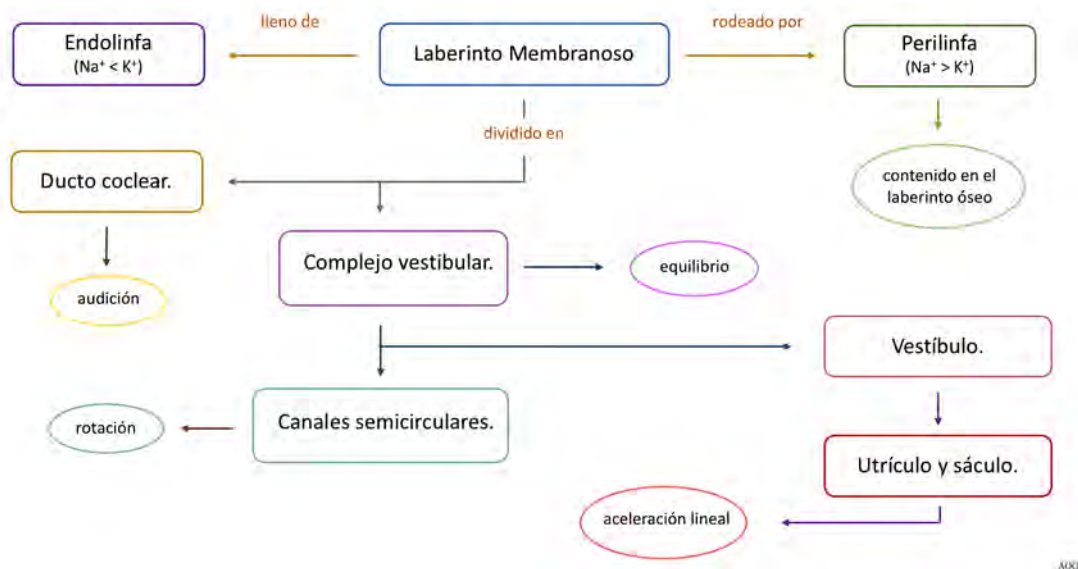 lleno de
rodeado por
Endolinfa
(Na⁺ < K⁺)
Laberinto Membranoso
Perilinfa
(Na⁺ > K⁺)
dividido en
Ducto coclear.
contenido en el
laberinto óseo
Complejo vestibular.
equilibrio
audición
Vestíbulo.
Canales semicirculares.
rotación
Utrículo y sáculo.
aceleración lineal